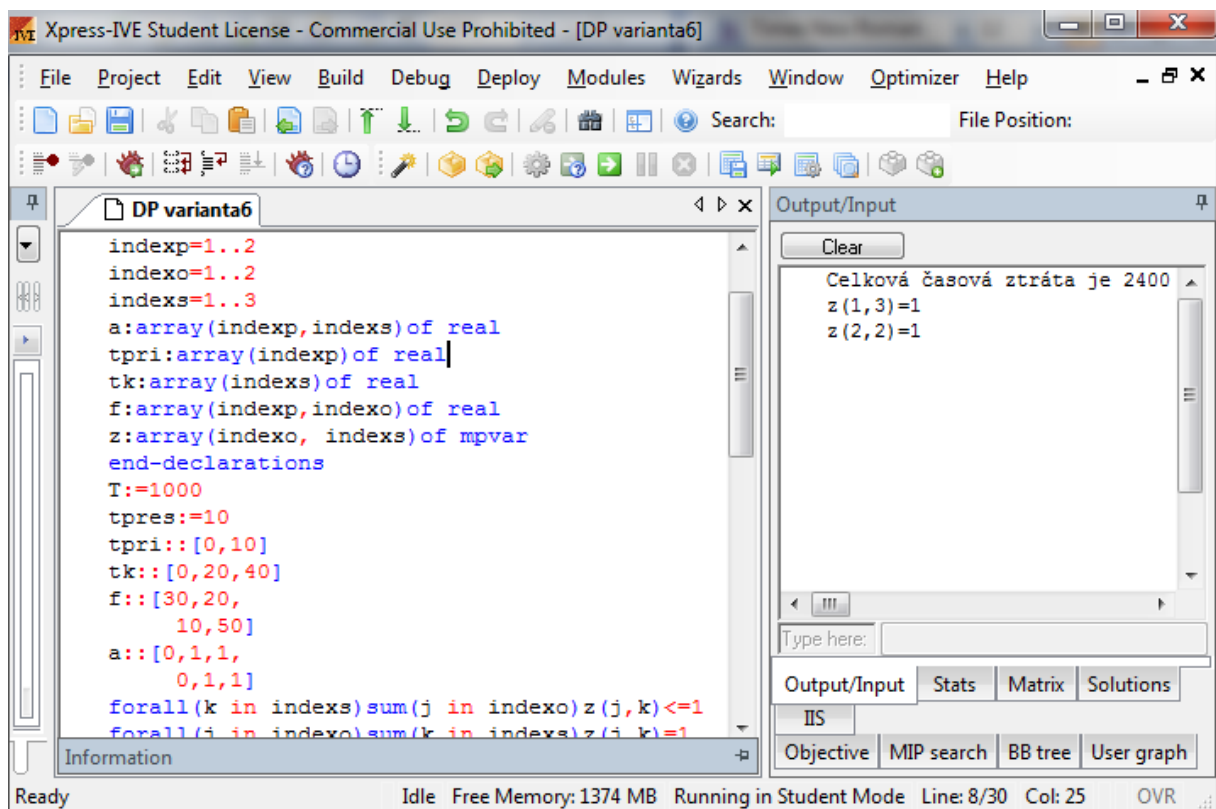 Xpress-IVE Student License - Commercial Use Prohibited - [DP varianta6]
File Project Edit View Build Debug Deploy Modules Wizards Window Optimizer Help
Search: File Position:
DP varianta6
indexp=1..2
indexo=1..2
indexs=1..3
a:array(indexp,indexs)of real
tpri:array(indexp)of real
tk:array(indexs)of real
f:array(indexp,indexo)of real
z:array(indexo, indexs)of mpvar
end-declarations
T:=1000
tpres:=10
tpri::[0,10]
tk::[0,20,40]
f::[30,20,
10,50]
a::[0,1,1,
0,1,1]
forall(k in indexs)sum(j in indexo)z(j,k)<=1
forall(j in indexo)sum(k in indexs)z(j,k)=1
Information
Output/Input
Clear
Celková časová ztráta je 2400
z(1,3)=1
z(2,2)=1
Type here:
Output/Input Stats Matrix Solutions
IIS
Objective MIP search BB tree User graph
Ready Idle Free Memory: 1374 MB Running in Student Mode Line: 8/30 Col: 25 OVR